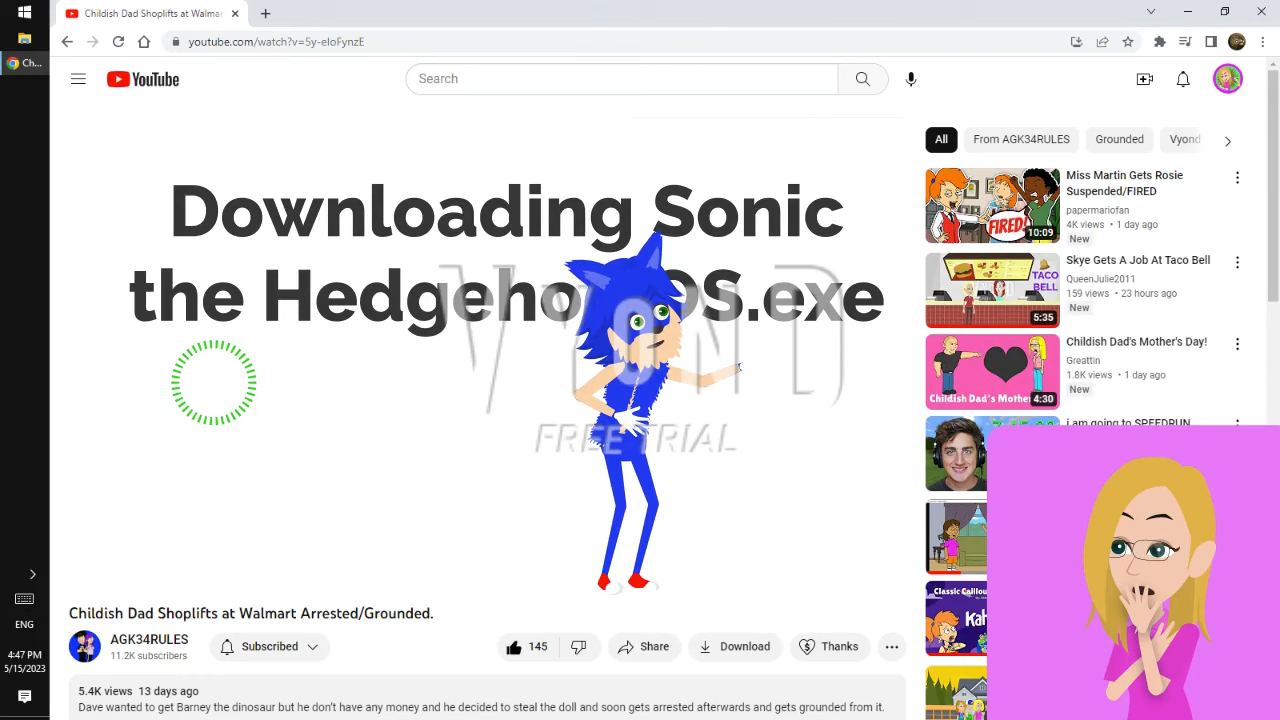 Childish Dad Shoplifts at Walmar
Ch...
youtube.com/watch?v=5y-eIoFynzE
YouTube
Search
All
From AGK34RULES
Grounded
Vyond
Downloading Sonic
the Hedgeho OS.exe
VYOND
FREE TRIAL
Miss Martin Gets Rosie
Suspended/FIRED
papermariofan
4K views • 1 day ago
New
FIRED!
10:09
Skye Gets A Job At Taco Bell
QueenJulie2011
159 views • 23 hours ago
New
TACO
BELL
5:35
Childish Dad's Mother's Day!
Greattin
1.8K views • 1 day ago
New
Childish Dad's Mothe
4:30
i am going to SPEEDRUN
Classic Caillou
Kah
Childish Dad Shoplifts at Walmart Arrested/Grounded.
AGK34RULES
11.2K subscribers
Subscribed
145
Share
Download
Thanks
5.4K views 13 days ago
Dave wanted to get Barney the dinosaur but he don't have any money and he decided to steal the doll and soon gets arrested afterwards and gets grounded from it.
ENG
4:47 PM
5/15/2023